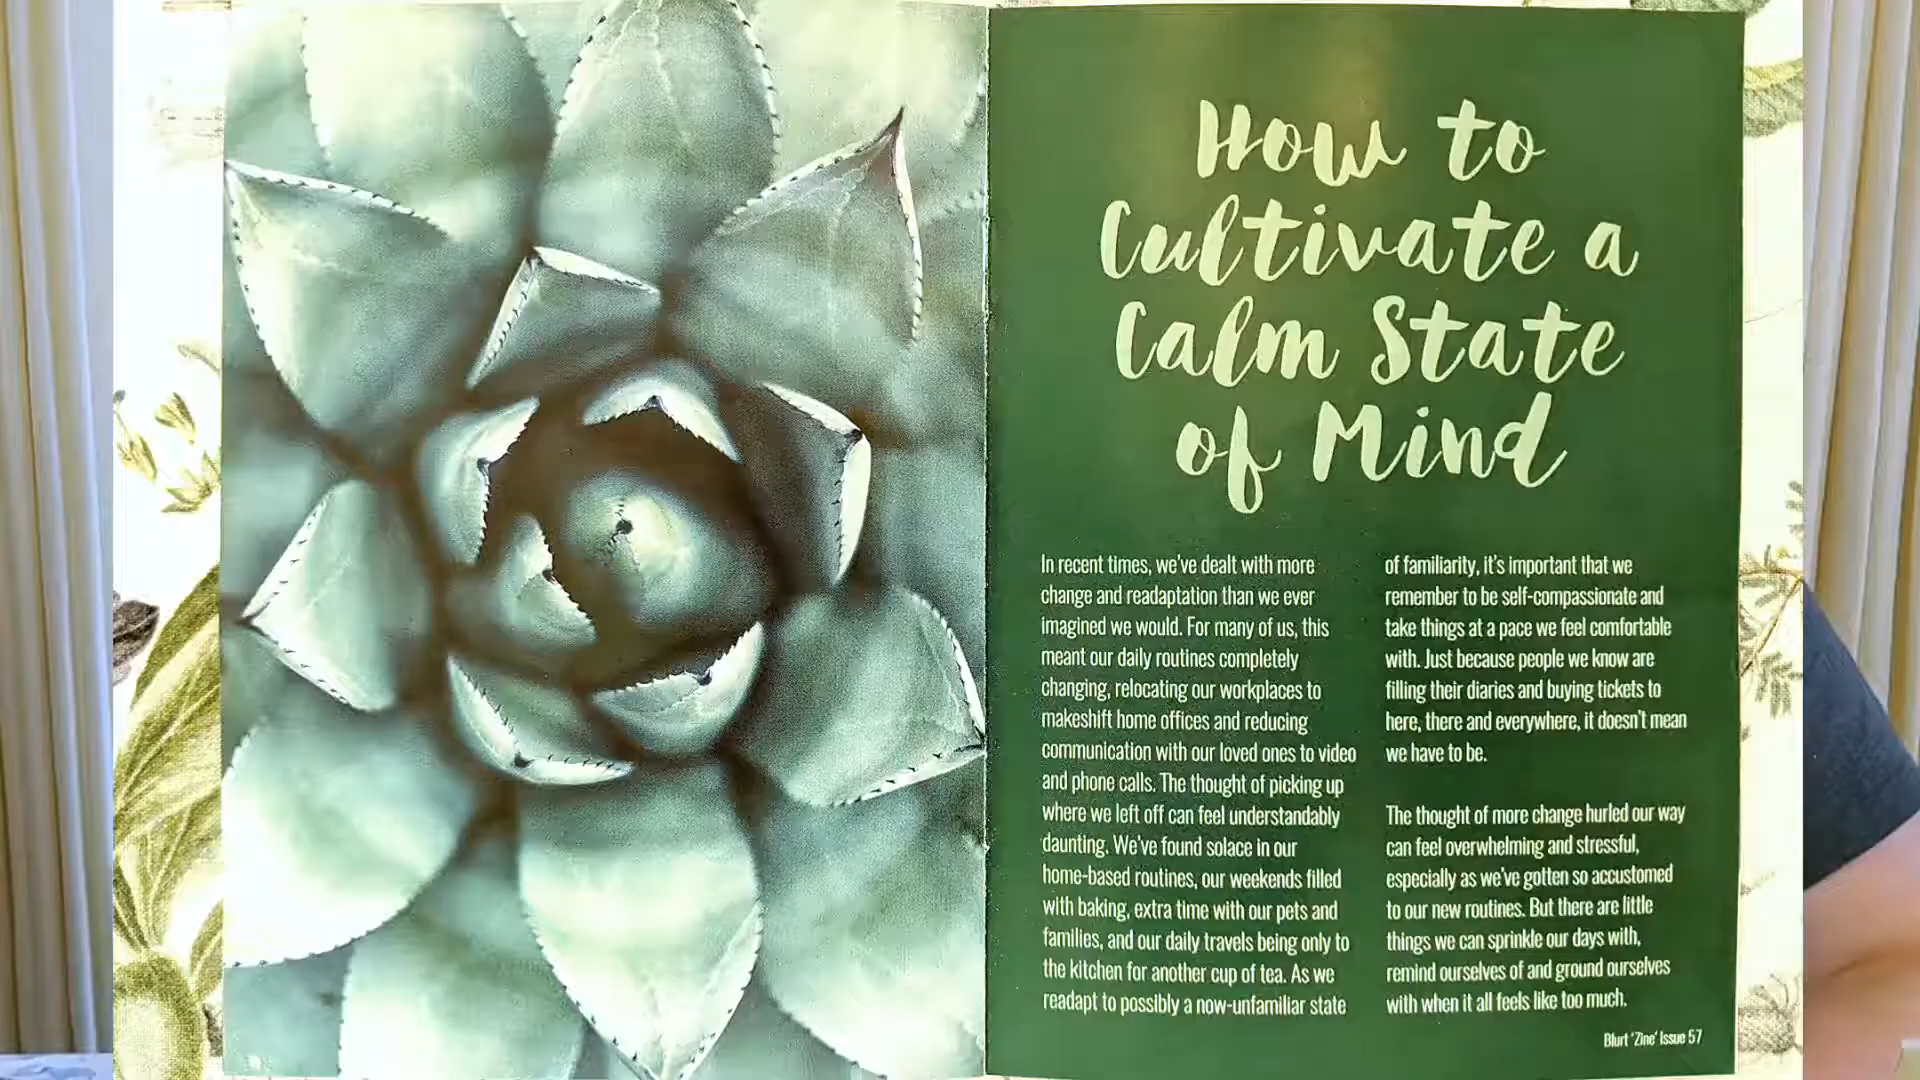 How to
Cultivate a
Calm State
of Mind
In recent times, we've dealt with more
change and readaptation than we ever
imagined we would. For many of us, this
meant our daily routines completely
changing, relocating our workplaces to
makeshift home offices and reducing
communication with our loved ones to video
and phone calls. The thought of picking up
where we left off can feel understandably
daunting. We've found solace in our
home-based routines, our weekends filled
with baking, extra time with our pets and
families, and our daily travels being only to
the kitchen for another cup of tea. As we
readapt to possibly a now-unfamiliar state
of familiarity, it's important that we
remember to be self-compassionate and
take things at a pace we feel comfortable
with. Just because people we know are
filling their diaries and buying tickets to
here, there and everywhere, it doesn't mean
we have to be.
The thought of more change hurled our way
can feel overwhelming and stressful,
especially as we've gotten so accustomed
to our new routines. But there are little
things we can sprinkle our days with,
remind ourselves of and ground ourselves
with when it all feels like too much.
Blurt 'Zine' Issue 57